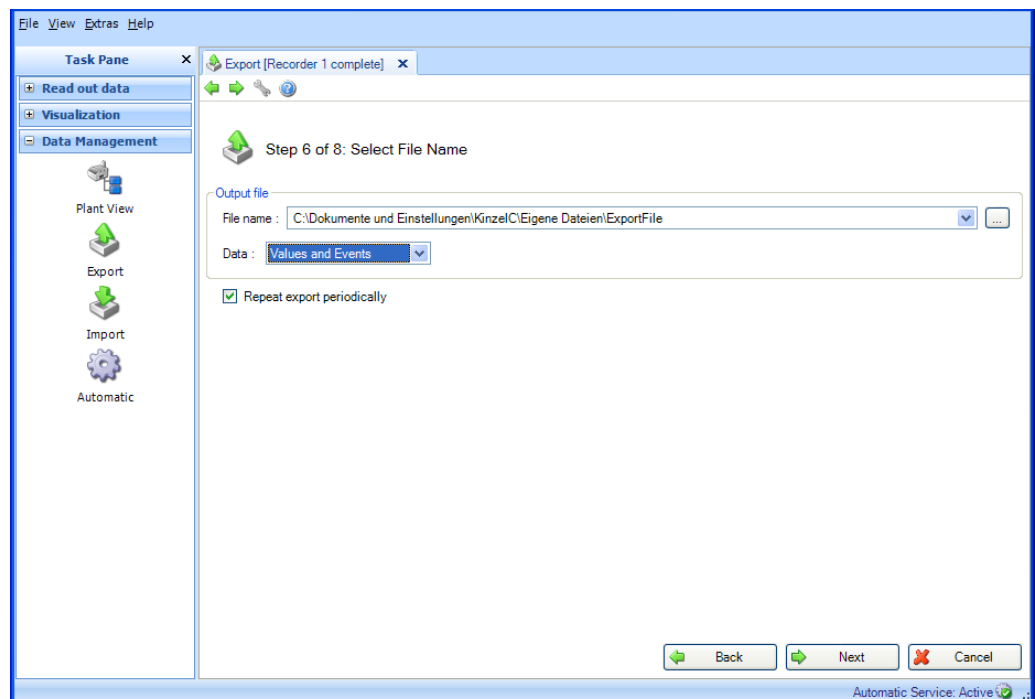 File View Extras Help
Task Pane
Read out data
Visualization
Data Management
Plant View
Export
Import
Automatic
Export [Recorder 1 complete]
Step 6 of 8: Select File Name
Output file
File name : C:\Dokumente und Einstellungen\KinzelC\Eigene Dateien\ExportFile ...
Data : Values and Events
Repeat export periodically
Back Next Cancel
Automatic Service: Active